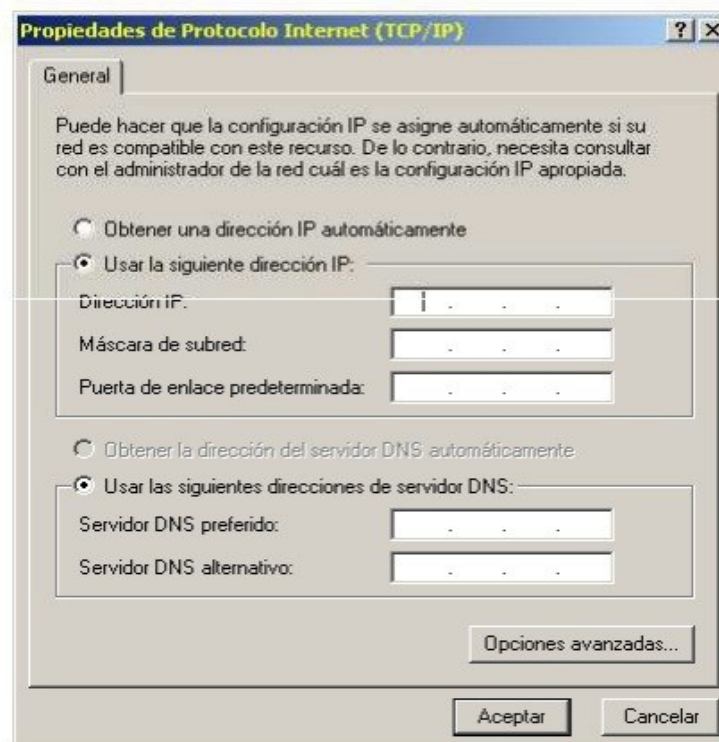 Propiedades de Protocolo Internet (TCP/IP)
General
Puede hacer que la configuración IP se asigne automáticamente si su
red es compatible con este recurso. De lo contrario, necesita consultar
con el administrador de la red cuál es la configuración IP apropiada.
Obtener una dirección IP automáticamente
Usar la siguiente dirección IP:
Dirección IP:
Máscara de subred:
Puerta de enlace predeterminada:
Obtener la dirección del servidor DNS automáticamente
Usar las siguientes direcciones de servidor DNS:
Servidor DNS preferido:
Servidor DNS alternativo:
Opciones avanzadas...
Aceptar
Cancelar